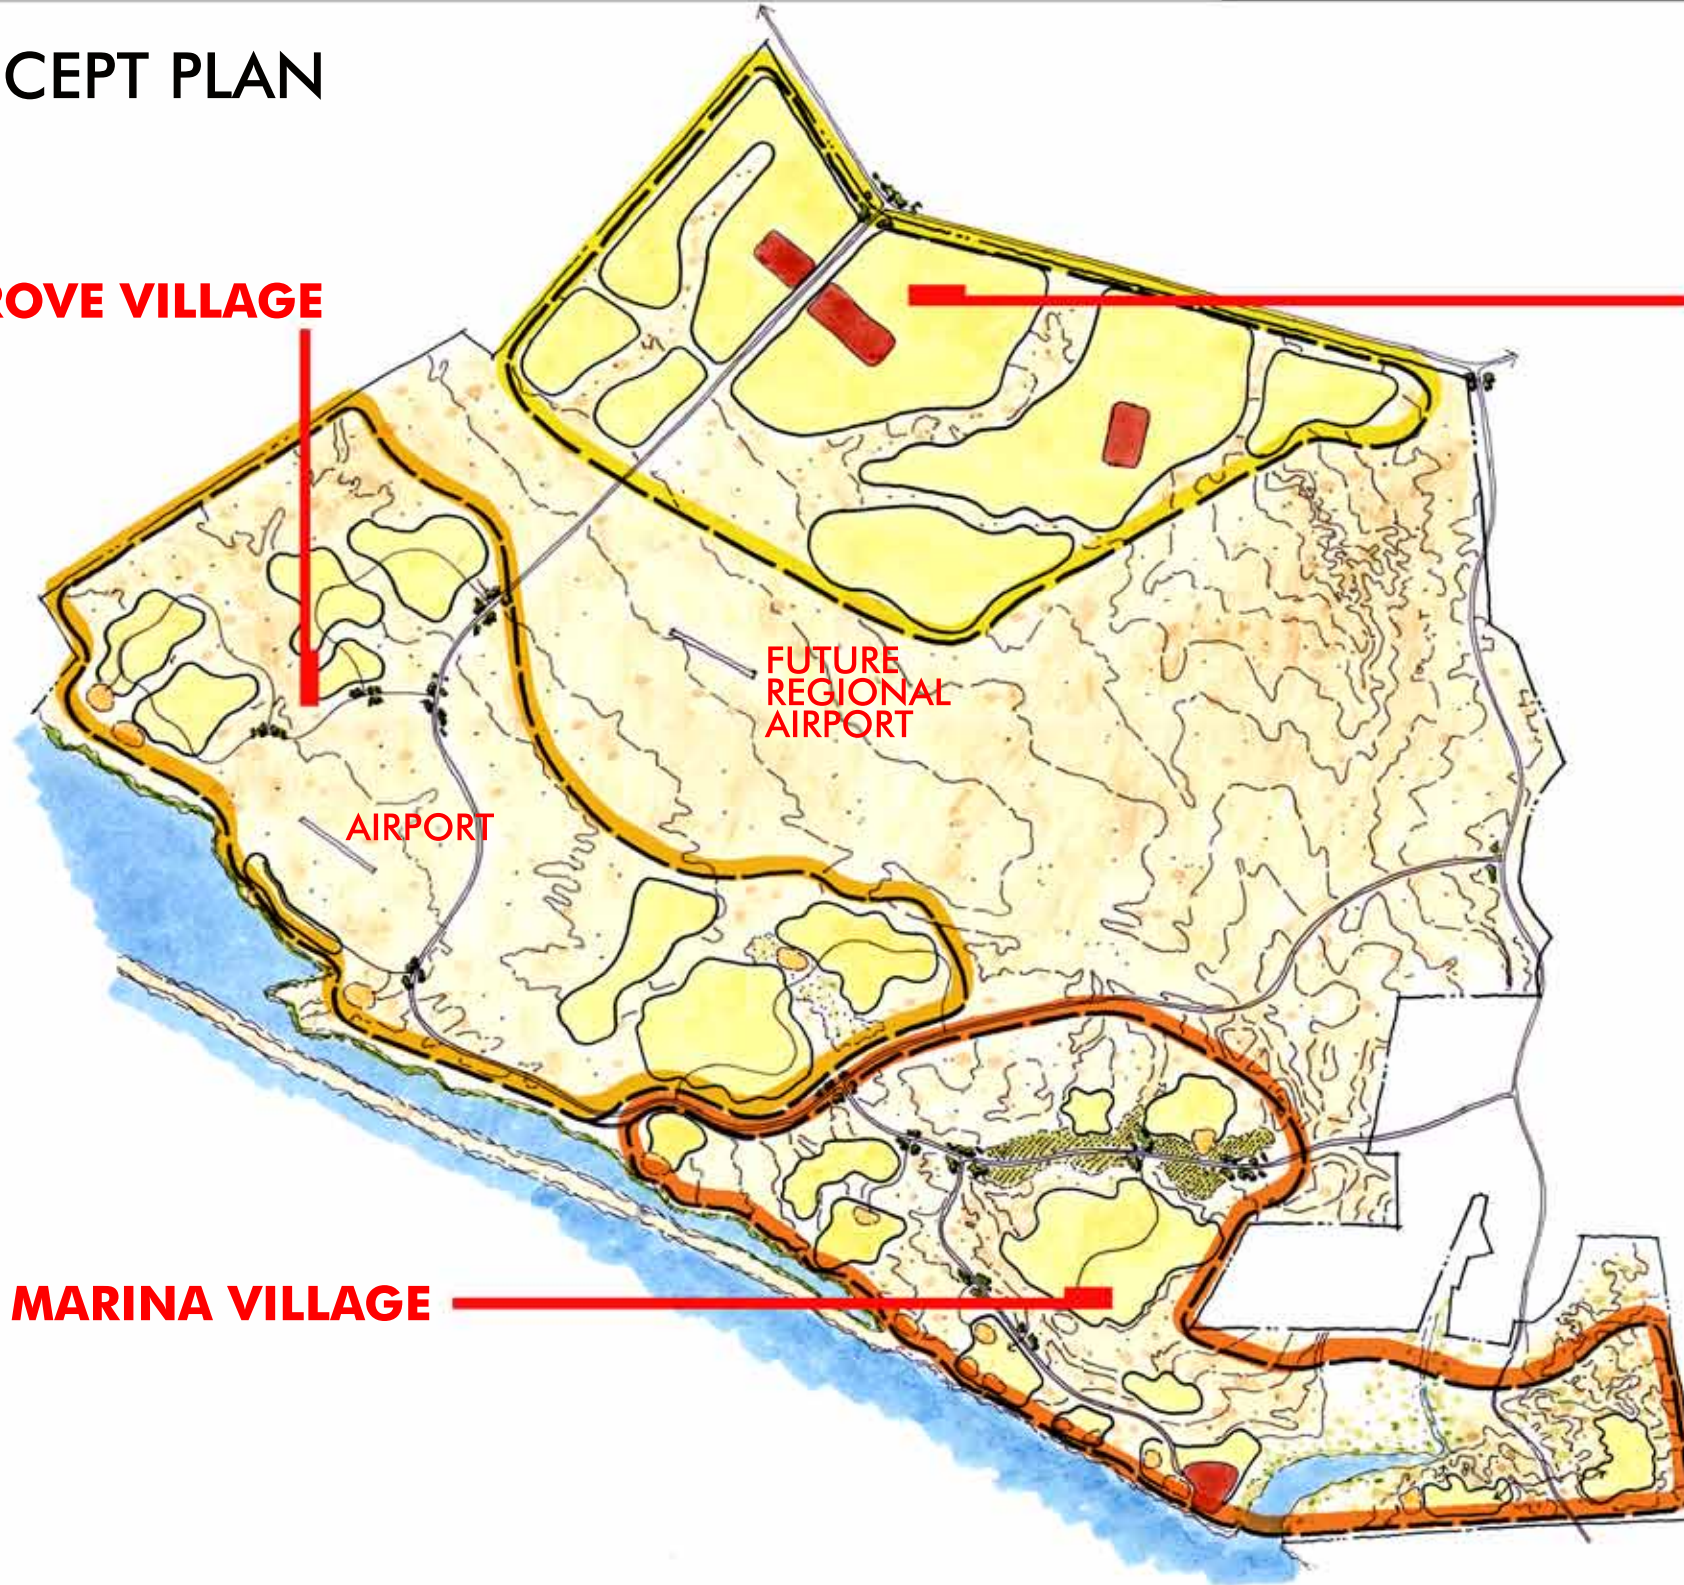 CEPT PLAN
ROVE VILLAGE
FUTURE
REGIONAL
AIRPORT
AIRPORT
MARINA VILLAGE